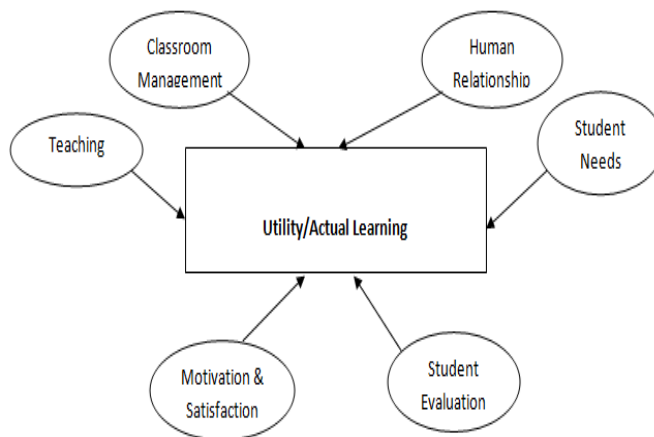 Classroom
Management
Human
Relationship
Teaching
Student
Needs
Utility/Actual Learning
Motivation &
Satisfaction
Student
Evaluation